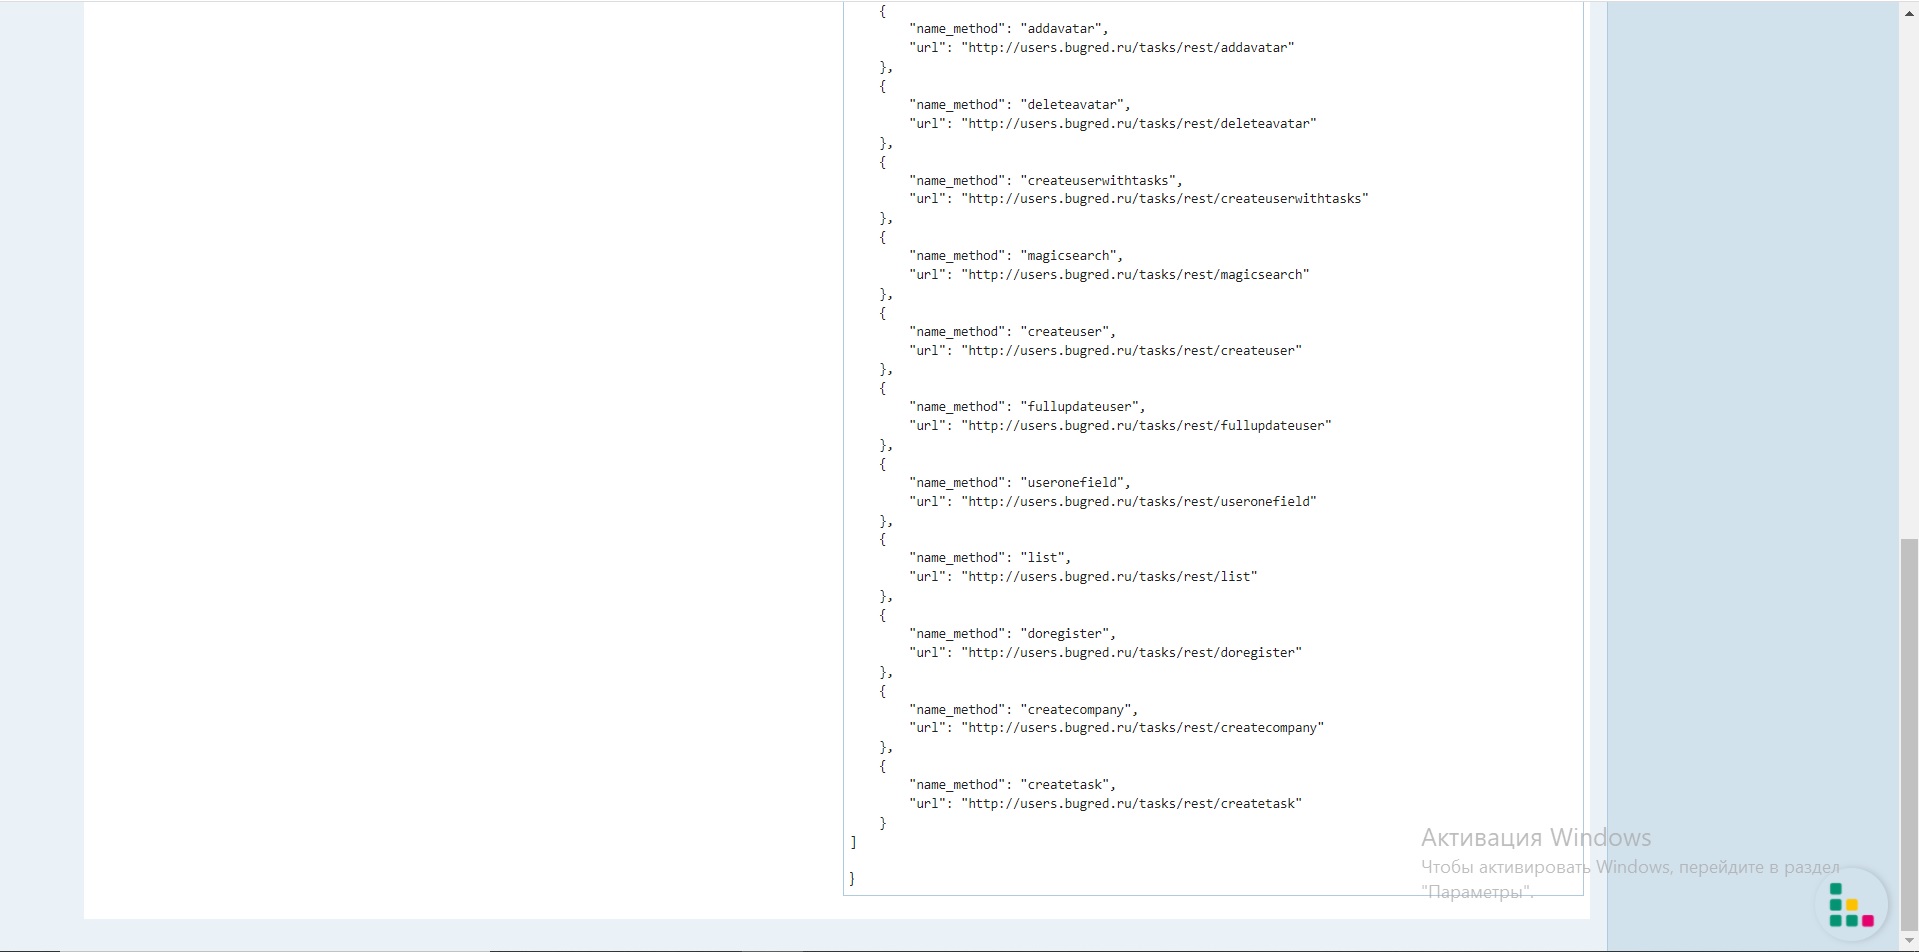 {
"name_method": "addavatar",
"url": "http://users.bugred.ru/tasks/rest/addavatar"
},
{
"name_method": "deleteavatar",
"url": "http://users.bugred.ru/tasks/rest/deleteavatar"
},
{
"name_method": "createuserwithtasks",
"url": "http://users.bugred.ru/tasks/rest/createuserwithtasks"
},
{
"name_method": "magicsearch",
"url": "http://users.bugred.ru/tasks/rest/magicsearch"
},
{
"name_method": "createuser",
"url": "http://users.bugred.ru/tasks/rest/createuser"
},
{
"name_method": "fullupdateuser",
"url": "http://users.bugred.ru/tasks/rest/fullupdateuser"
},
{
"name_method": "useronefield",
"url": "http://users.bugred.ru/tasks/rest/useronefield"
},
{
"name_method": "list",
"url": "http://users.bugred.ru/tasks/rest/list"
},
{
"name_method": "doregister",
"url": "http://users.bugred.ru/tasks/rest/doregister"
},
{
"name_method": "createcompany",
"url": "http://users.bugred.ru/tasks/rest/createcompany"
},
{
"name_method": "createtask",
"url": "http://users.bugred.ru/tasks/rest/createtask"
}
]
}
Активация Windows
Чтобы активировать Windows, перейдите в раздел
"Параметры".